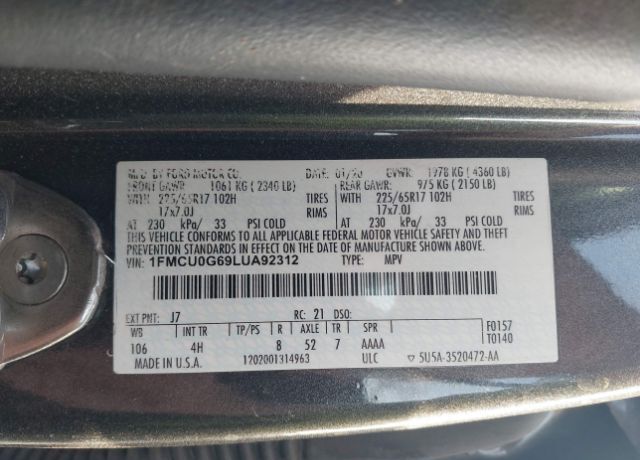 MFD. BY FORD MOTOR CO. DATE: 01/20 GVWR: 1978 KG ( 4360 LB)
FRONT GAWR: 1061 KG ( 2340 LB) REAR GAWR: 975 KG ( 2150 LB)
WITH 225/65R17 102H TIRES WITH 225/65R17 102H TIRES
17x7.0J RIMS 17x7.0J RIMS
AT 230 kPa/ 33 PSI COLD AT 230 kPa/ 33 PSI COLD
THIS VEHICLE CONFORMS TO ALL APPLICABLE FEDERAL MOTOR VEHICLE SAFETY AND THEFT
PREVENTION STANDARDS IN EFFECT ON THE DATE OF MANUFACTURE SHOWN ABOVE.
VIN: 1FMCU0G69LUA92312 TYPE: MPV
EXT PNT: J7 RC: 21 DSO:
WB INT TR TP/PS R AXLE TR SPR F0157
106 4H 8 52 7 AAAA T0140
MADE IN U.S.A. 1202001314963 ULC 5U5A-3520472-AA